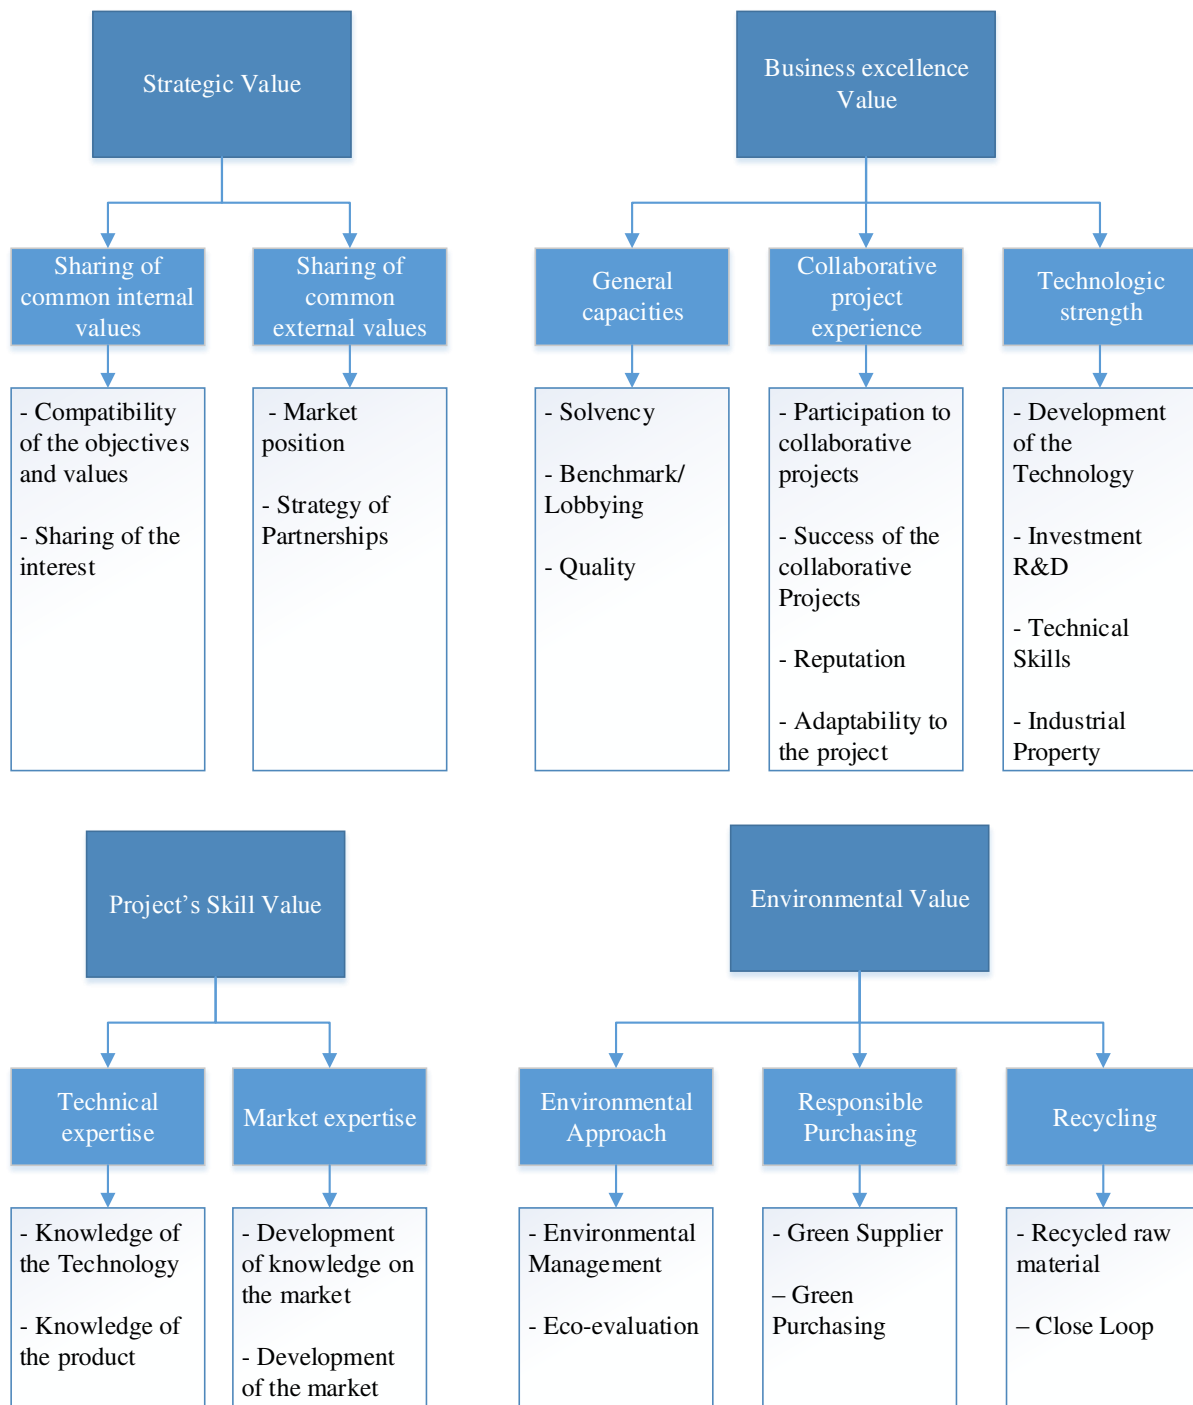 Strategic Value
Business excellence
Value
Sharing of
common internal
values
Sharing of
common
external values
General
capacities
Collaborative
project
experience
Technologic
strength
- Compatibility
of the objectives
and values
- Sharing of the
interest
- Market
position
- Strategy of
Partnerships
- Solvency
- Benchmark/
Lobbying
- Quality
- Participation to
collaborative
projects
- Success of the
collaborative
Projects
- Reputation
- Adaptability to
the project
- Development
of the
Technology
- Investment
R&D
- Technical
Skills
- Industrial
Property
Project’s Skill Value
Environmental Value
Technical
expertise
Market expertise
Environmental
Approach
Responsible
Purchasing
Recycling
- Knowledge of
the Technology
- Knowledge of
the product
- Development
of knowledge on
the market
- Development
of the market
- Environmental
Management
- Eco-evaluation
- Green Supplier
– Green
Purchasing
- Recycled raw
material
– Close Loop